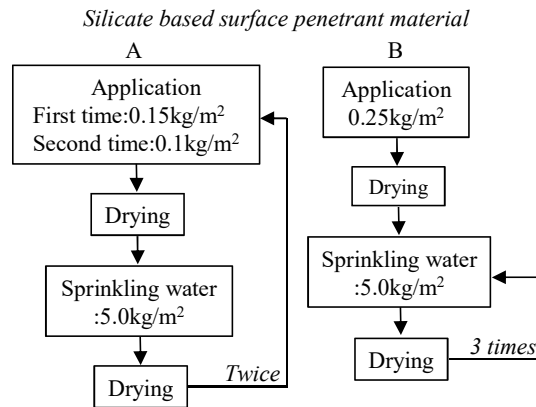 Silicate based surface penetrant material
A
Application
First time:0.15kg/m²
Second time:0.1kg/m²
Drying
Sprinkling water
:5.0kg/m²
Drying
Twice
B
Application
0.25kg/m²
Drying
Sprinkling water
:5.0kg/m²
Drying
3 times